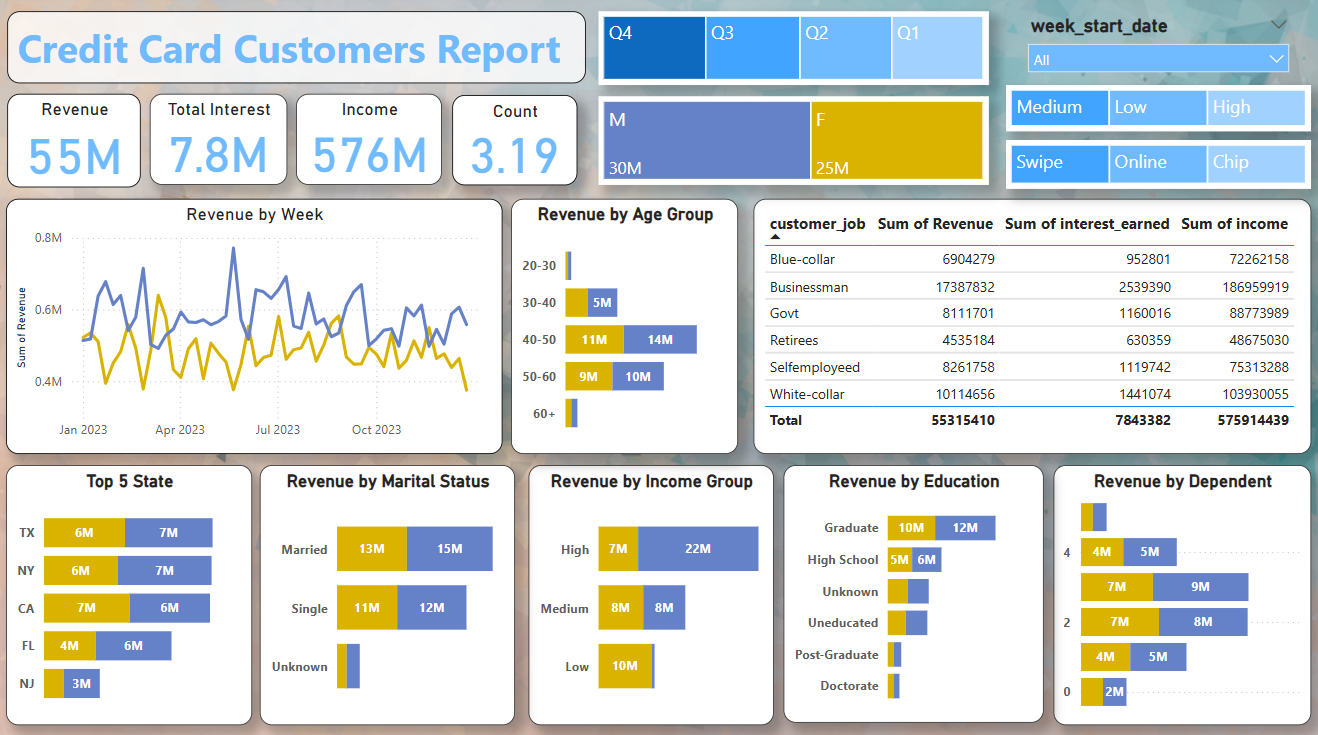 Credit Card Customers Report
Q4
Q3
Q2
Q1
week_start_date
All
Revenue
55M
Total Interest
7.8M
Income
576M
Count
3.19
M
30M
F
25M
Medium
Low
High
Swipe
Online
Chip
Revenue by Week
Sum of Revenue
0.8M
0.6M
0.4M
Jan 2023
Apr 2023
Jul 2023
Oct 2023
Revenue by Age Group
20-30
30-40 5M
40-50 11M 14M
50-60 9M 10M
60+
customer_job Sum of Revenue Sum of interest_earned Sum of income
Blue-collar 6904279 952801 72262158
Businessman 17387832 2539390 186959919
Govt 8111701 1160016 88773989
Retirees 4535184 630359 48675030
Selfemployeed 8261758 1119742 75313288
White-collar 10114656 1441074 103930055
Total 55315410 7843382 575914439
Top 5 State
TX 6M 7M
NY 6M 7M
CA 7M 6M
FL 4M 6M
NJ 3M
Revenue by Marital Status
Married 13M 15M
Single 11M 12M
Unknown
Revenue by Income Group
High 7M 22M
Medium 8M 8M
Low 10M
Revenue by Education
Graduate 10M 12M
High School 5M 6M
Unknown
Uneducated
Post-Graduate
Doctorate
Revenue by Dependent
4 4M 5M
7M 9M
2 7M 8M
4M 5M
0 2M